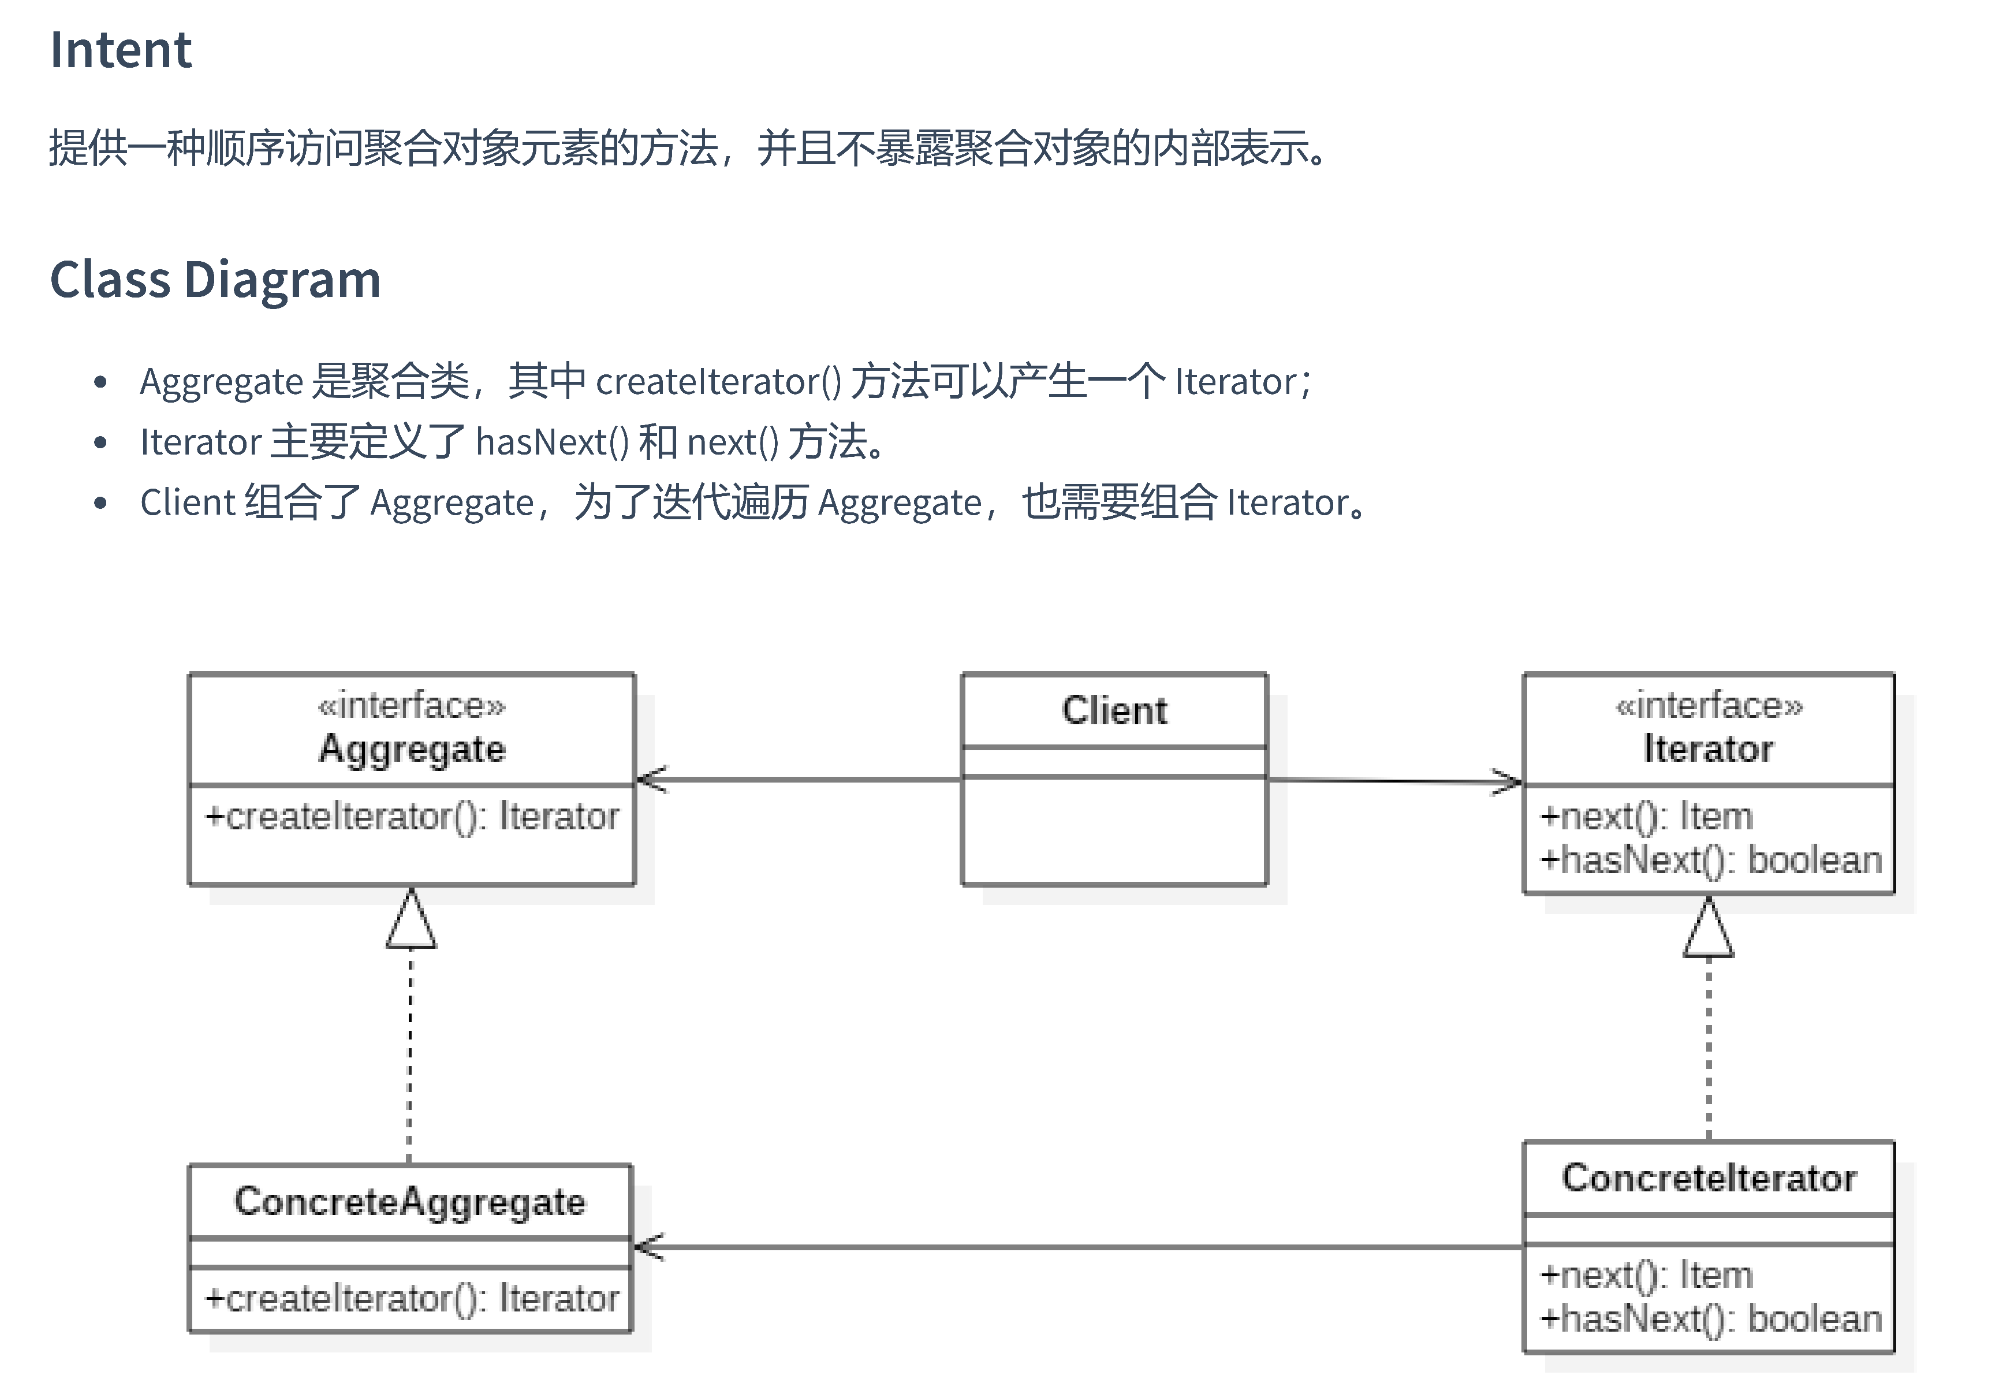 Intent
提供一种顺序访问聚合对象元素的方法，并且不暴露聚合对象的内部表示。
Class Diagram
• Aggregate 是聚合类，其中 createIterator() 方法可以产生一个 Iterator；
• Iterator 主要定义了 hasNext() 和 next() 方法。
• Client 组合了 Aggregate，为了迭代遍历 Aggregate，也需要组合 Iterator。
«interface»
Aggregate
+createIterator(): Iterator
Client
«interface»
Iterator
+next(): Item
+hasNext(): boolean
ConcreteAggregate
+createIterator(): Iterator
ConcreteIterator
+next(): Item
+hasNext(): boolean